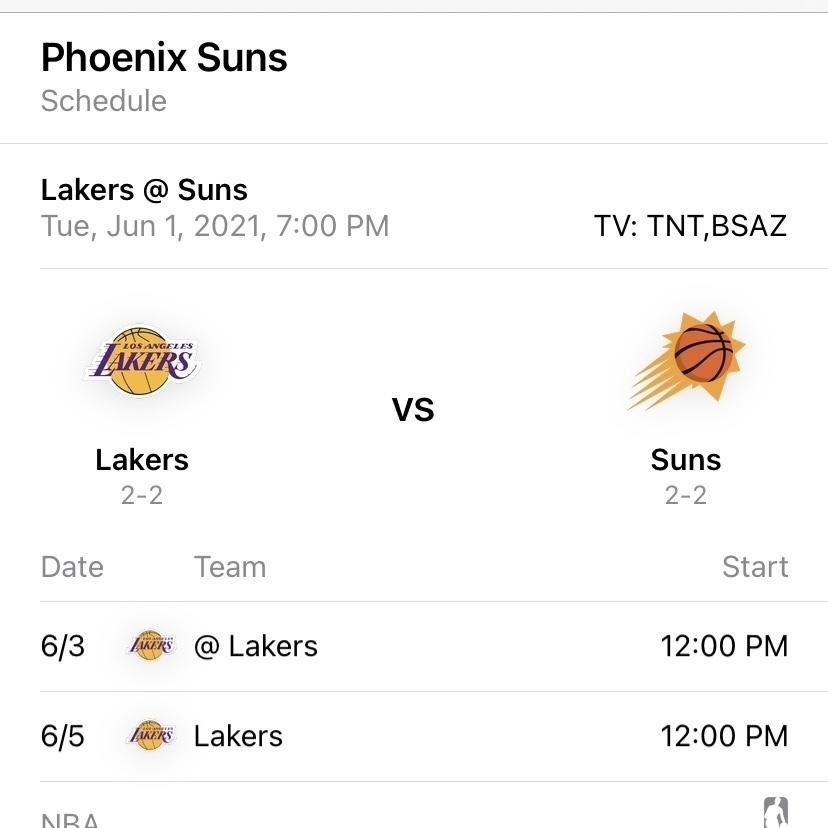 Phoenix Suns
Schedule
Lakers @ Suns
Tue, Jun 1, 2021, 7:00 PM TV: TNT,BSAZ
LOS ANGELES
LAKERS
VS
Lakers Suns
2-2 2-2
Date Team Start
6/3 LAKERS @ Lakers 12:00 PM
6/5 LAKERS Lakers 12:00 PM
NBA